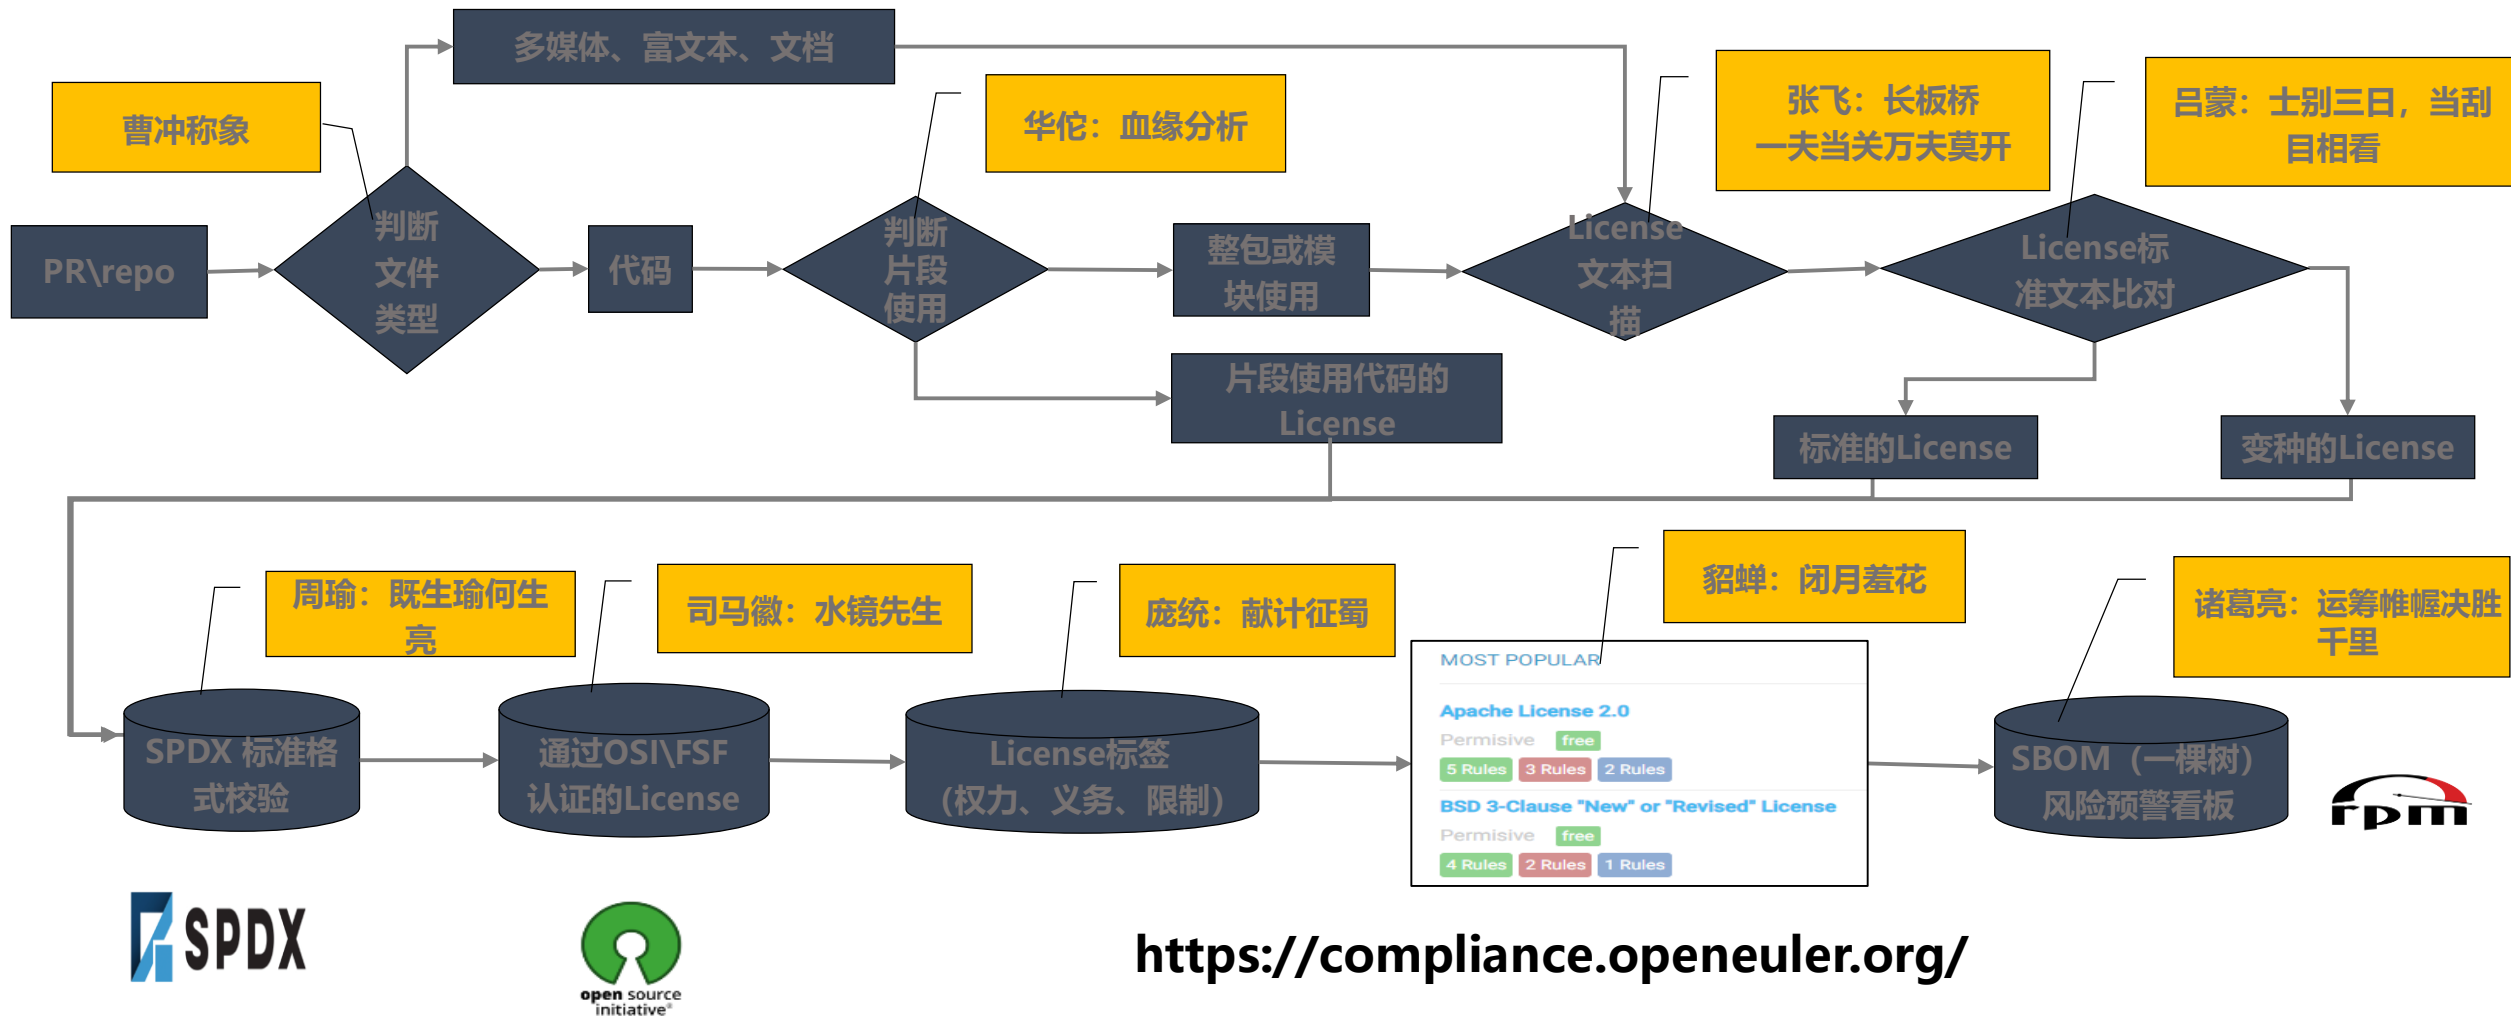 多媒体、富文本、文档
曹冲称象
华佗：血缘分析
张飞：长板桥
一夫当关万夫莫开
吕蒙：士别三日，当刮
目相看
PR\repo
判断
文件
类型
代码
判断
片段
使用
整包或模
块使用
License
文本扫
描
License标
准文本比对
片段使用代码的
License
标准的License
变种的License
周瑜：既生瑜何生
亮
司马徽：水镜先生
庞统：献计征蜀
貂蝉：闭月羞花
诸葛亮：运筹帷幄决胜
千里
SPDX 标准格
式校验
通过OSI\FSF
认证的License
License标签
（权力、义务、限制）
MOST POPULAR
Apache License 2.0
Permisive free
5 Rules 3 Rules 2 Rules
BSD 3-Clause "New" or "Revised" License
Permisive free
4 Rules 2 Rules 1 Rules
SBOM（一棵树）
风险预警看板
rpm
SPDX
open source
initiative®
https://compliance.openeuler.org/